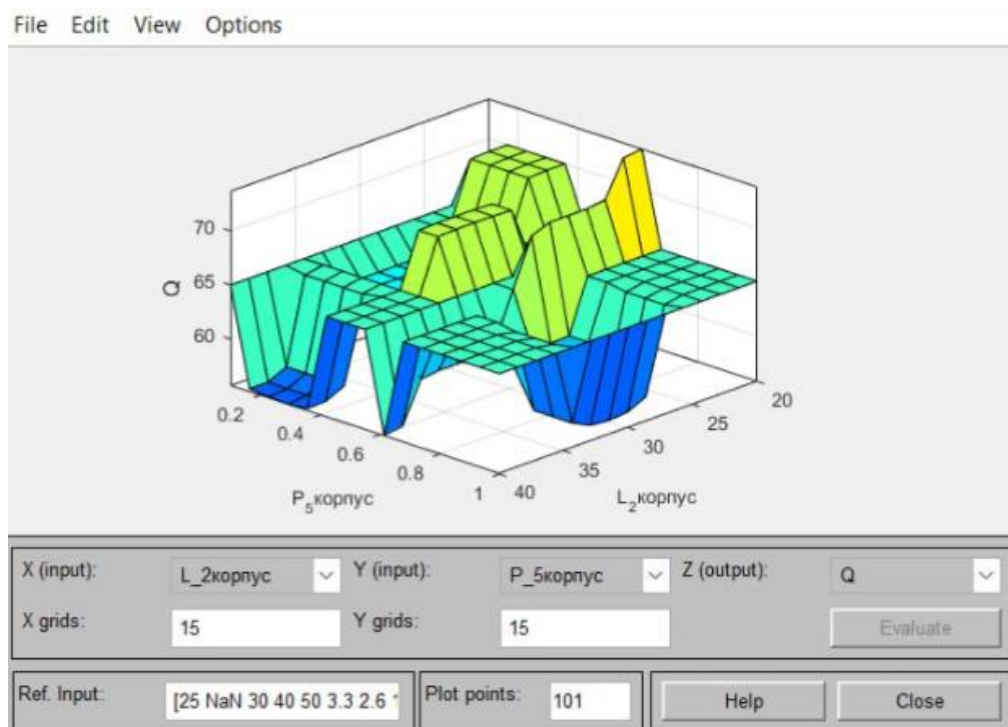 File Edit View Options
70
65
60
Q
0.2
0.4
0.6
0.8
1
P₅корпус
40
35
30
25
20
L₂корпус
X (input): L_2корпус Y (input): P_5корпус Z (output): Q
X grids: 15 Y grids: 15 Evaluate
Ref. Input: [25 NaN 30 40 50 3.3 2.6 Plot points: 101 Help Close